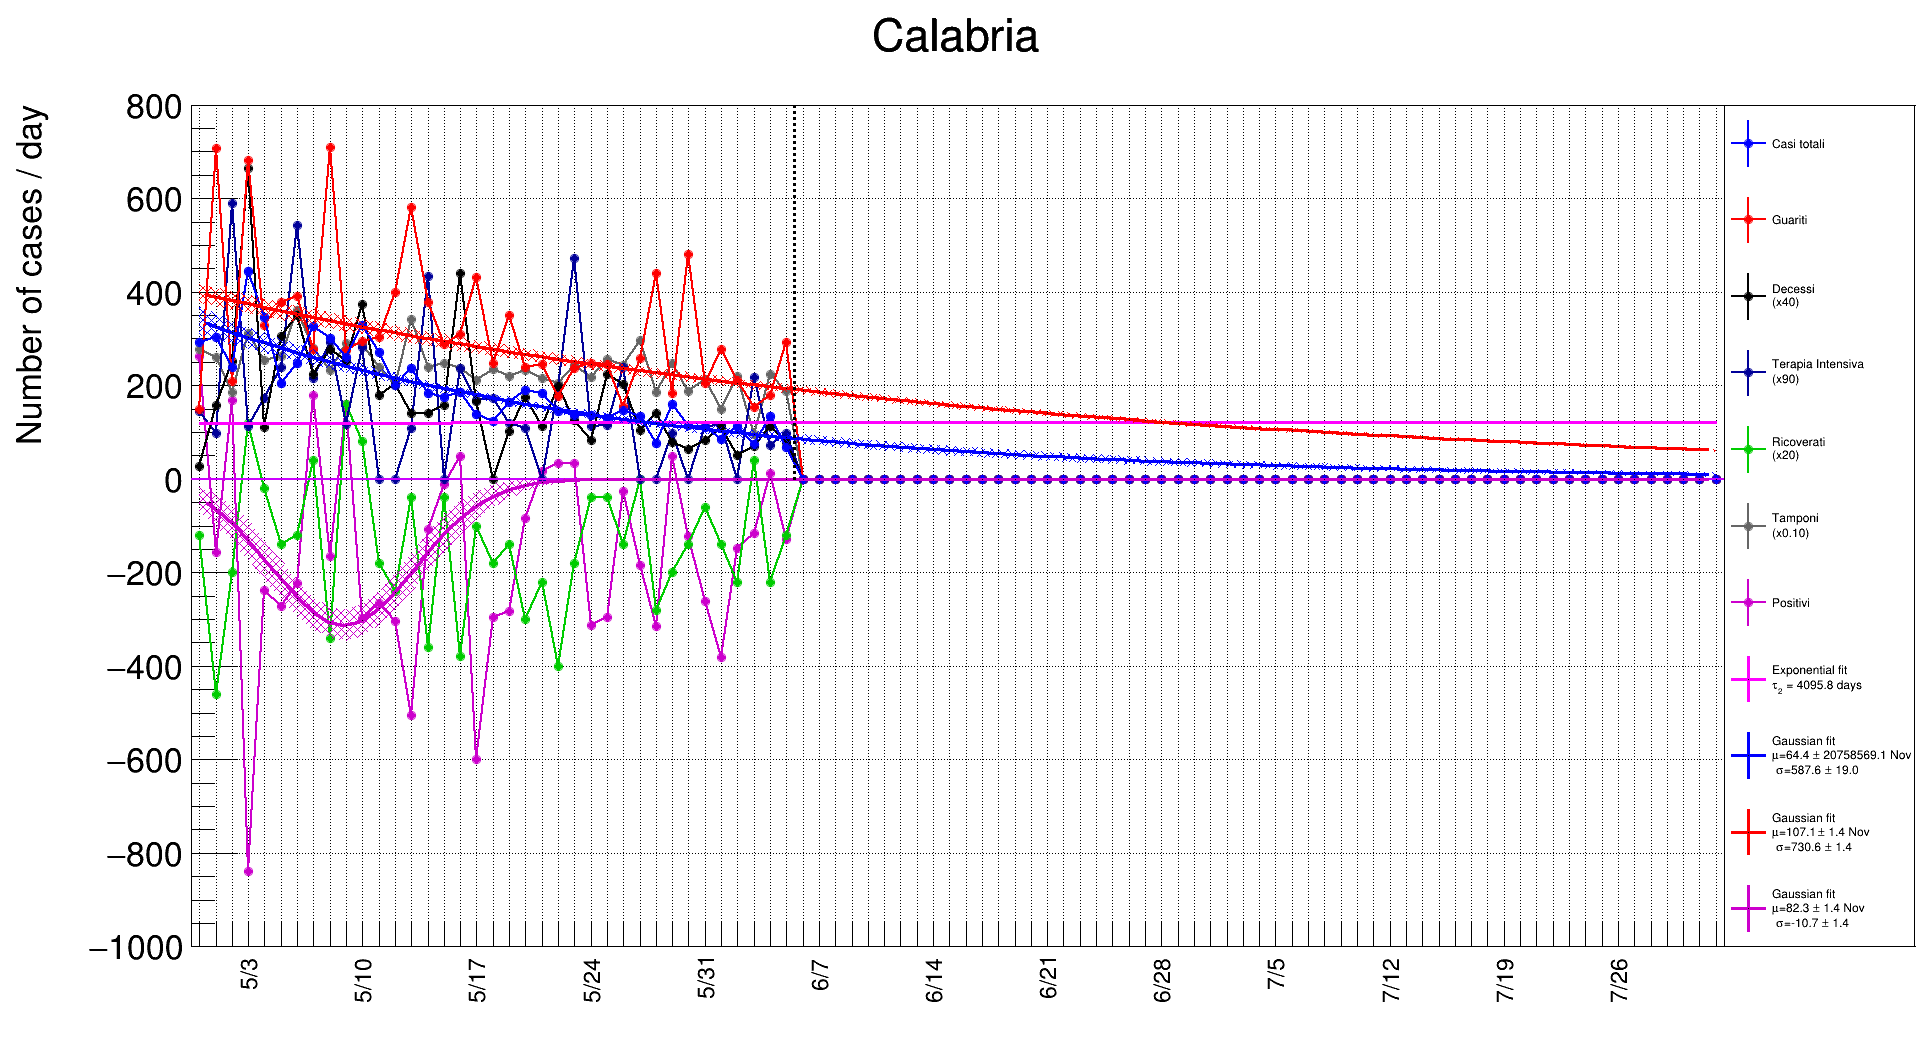 Calabria
Number of cases / day
800
600
400
200
0
−200
−400
−600
−800
−1000
5/3
5/10
5/17
5/24
5/31
6/7
6/14
6/21
6/28
7/5
7/12
7/19
7/26
Casi totali
Guariti
Decessi
(x40)
Terapia Intensiva
(x90)
Ricoverati
(x20)
Tamponi
(x0.10)
Positivi
Exponential fit
τ2 = 4095.8 days
Gaussian fit
μ=64.4 ± 20758569.1 Nov
σ=587.6 ± 19.0
Gaussian fit
μ=107.1 ± 1.4 Nov
σ=730.6 ± 1.4
Gaussian fit
μ=82.3 ± 1.4 Nov
σ=-10.7 ± 1.4